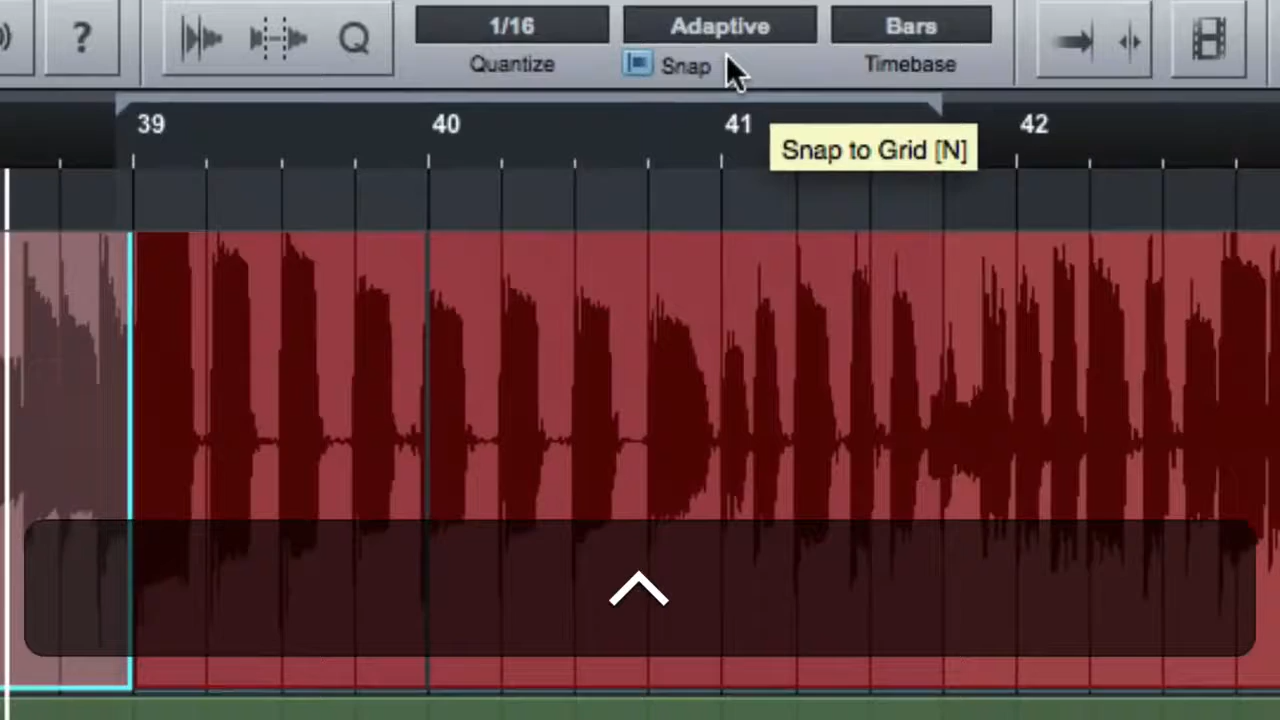 ?
Q
1/16
Adaptive
Bars
Quantize
Snap
Timebase
39
40
41
42
Snap to Grid [N]